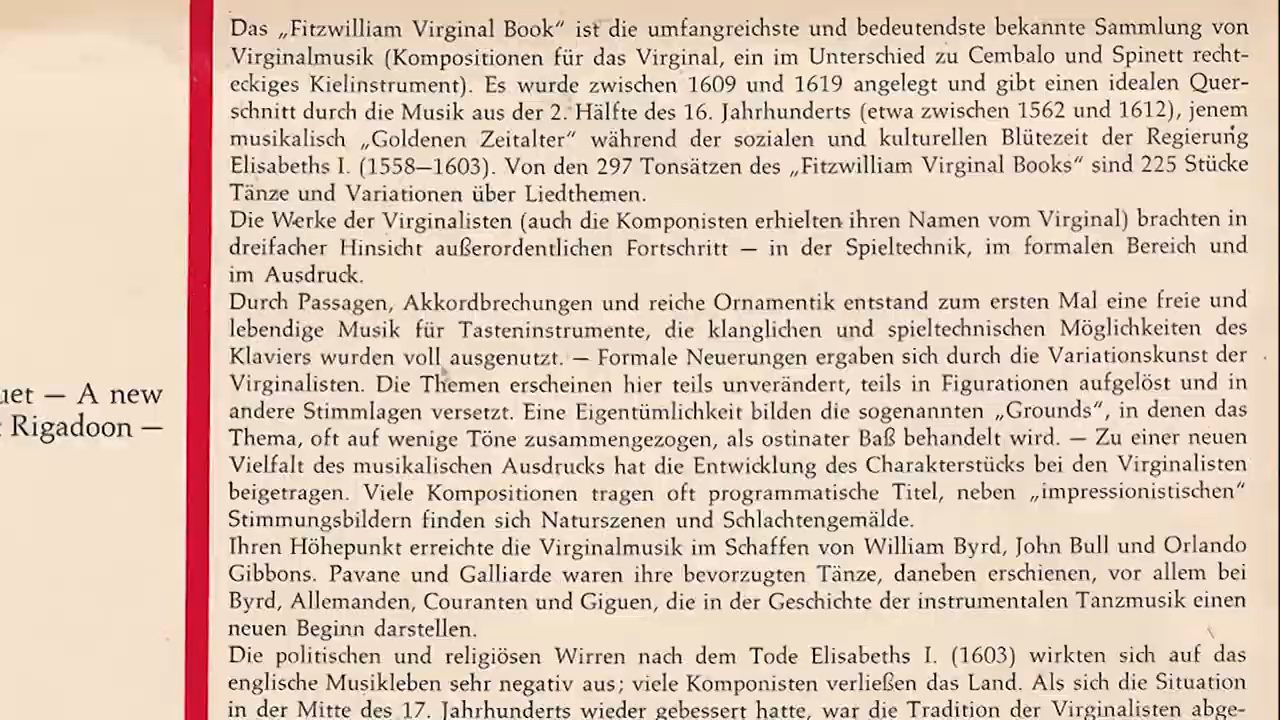 Das „Fitzwilliam Virginal Book“ ist die umfangreichste und bedeutendste bekannte Sammlung von
Virginalmusik (Kompositionen für das Virginal, ein im Unterschied zu Cembalo und Spinett recht-
eckiges Kielinstrument). Es wurde zwischen 1609 und 1619 angelegt und gibt einen idealen Quer-
schnitt durch die Musik aus der 2. Hälfte des 16. Jahrhunderts (etwa zwischen 1562 und 1612), jenem
musikalisch „Goldenen Zeitalter“ während der sozialen und kulturellen Blütezeit der Regierung
Elisabeths I. (1558—1603). Von den 297 Tonsätzen des „Fitzwilliam Virginal Books“ sind 225 Stücke
Tänze und Variationen über Liedthemen.
Die Werke der Virginalisten (auch die Komponisten erhielten ihren Namen vom Virginal) brachten in
dreifacher Hinsicht außerordentlichen Fortschritt — in der Spieltechnik, im formalen Bereich und
im Ausdruck.
Durch Passagen, Akkordbrechungen und reiche Ornamentik entstand zum ersten Mal eine freie und
lebendige Musik für Tasteninstrumente, die klanglichen und spieltechnischen Möglichkeiten des
Klaviers wurden voll ausgenutzt. — Formale Neuerungen ergaben sich durch die Variationskunst der
Virginalisten. Die Themen erscheinen hier teils unverändert, teils in Figurationen aufgelöst und in
andere Stimmlagen versetzt. Eine Eigentümlichkeit bilden die sogenannten „Grounds“, in denen das
Thema, oft auf wenige Töne zusammengezogen, als ostinater Baß behandelt wird. — Zu einer neuen
Vielfalt des musikalischen Ausdrucks hat die Entwicklung des Charakterstücks bei den Virginalisten
beigetragen. Viele Kompositionen tragen oft programmatische Titel, neben „impressionistischen“
Stimmungsbildern finden sich Naturszenen und Schlachtengemälde.
Ihren Höhepunkt erreichte die Virginalmusik im Schaffen von William Byrd, John Bull und Orlando
Gibbons. Pavane und Galliarde waren ihre bevorzugten Tänze, daneben erschienen, vor allem bei
Byrd, Allemanden, Couranten und Giguen, die in der Geschichte der instrumentalen Tanzmusik einen
neuen Beginn darstellen.
Die politischen und religiösen Wirren nach dem Tode Elisabeths I. (1603) wirkten sich auf das
englische Musikleben sehr negativ aus; viele Komponisten verließen das Land. Als sich die Situation
in der Mitte des 17. Jahrhunderts wieder gebessert hatte, war die Tradition der Virginalisten abge-
uet — A new
Rigadoon —